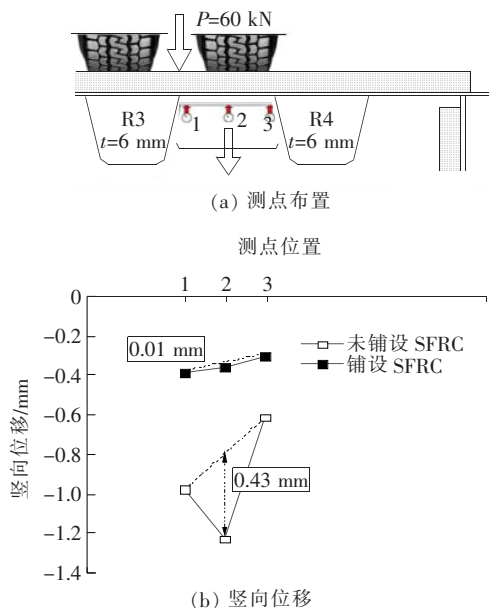 P=60 kN
R3
t=6 mm
1
2
3
R4
t=6 mm
(a) 测点布置
测点位置
1 2 3
0
-0.2
-0.4
-0.6
-0.8
-1.0
-1.2
-1.4
竖向位移/mm
0.01 mm
未铺设 SFRC
铺设 SFRC
0.43 mm
(b) 竖向位移